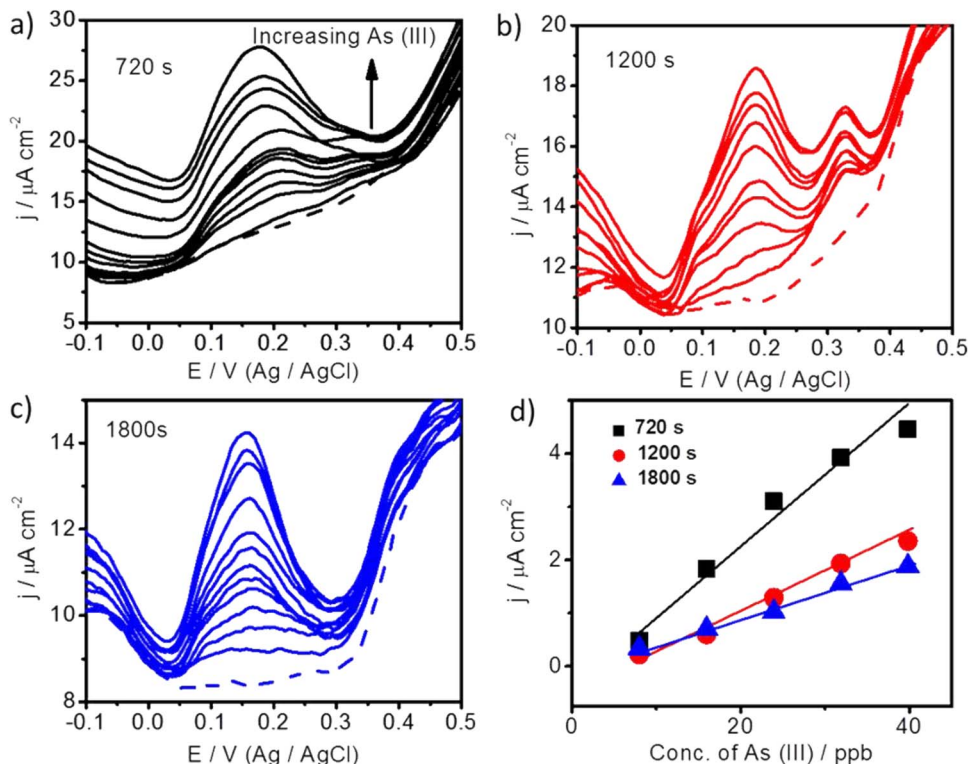 a)
720 s
Increasing As (III)
30
25
20
15
10
5
j / µA cm⁻²
-0.1 0.0 0.1 0.2 0.3 0.4 0.5
E / V (Ag / AgCl)
b)
1200 s
20
18
16
14
12
10
j / µA cm⁻²
-0.1 0.0 0.1 0.2 0.3 0.4 0.5
E / V (Ag / AgCl)
c)
1800s
14
12
10
8
j / µA cm⁻²
-0.1 0.0 0.1 0.2 0.3 0.4 0.5
E / V (Ag / AgCl)
d)
720 s
1200 s
1800 s
4
2
0
j / µA cm⁻²
0 20 40
Conc. of As (III) / ppb